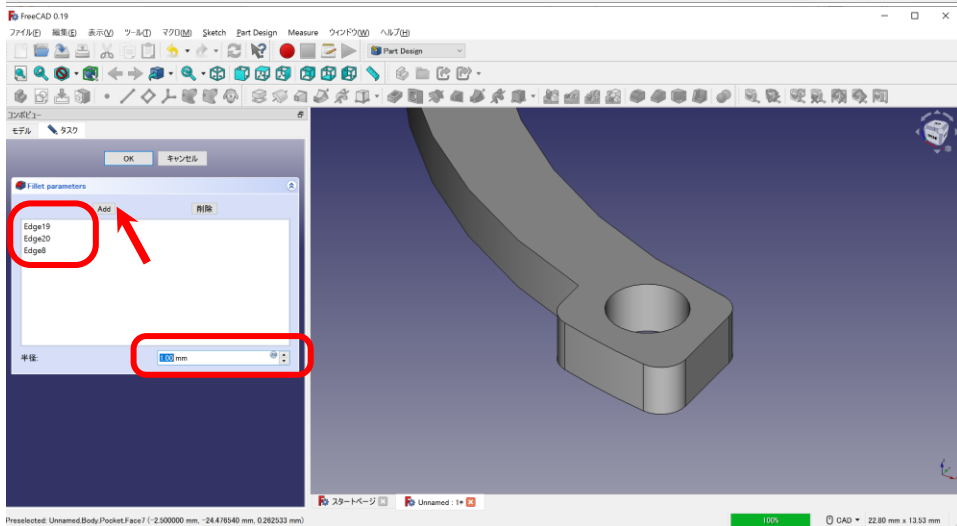 FreeCAD 0.19
ファイル(F) 編集(E) 表示(V) ツール(T) マクロ(M) Sketch Part Design Measure ウインドウ(W) ヘルプ(H)
Part Design
コンボビュー
モデル タスク
OK キャンセル
Fillet parameters
Add 削除
Edge19
Edge20
Edge8
半径: 1.00 mm
スタートページ Unnamed : 1*
Preselected: Unnamed.Body.Pocket.Face7 (-2.500000 mm, -24.476540 mm, 0.262533 mm) 100% CAD 22.80 mm x 13.53 mm